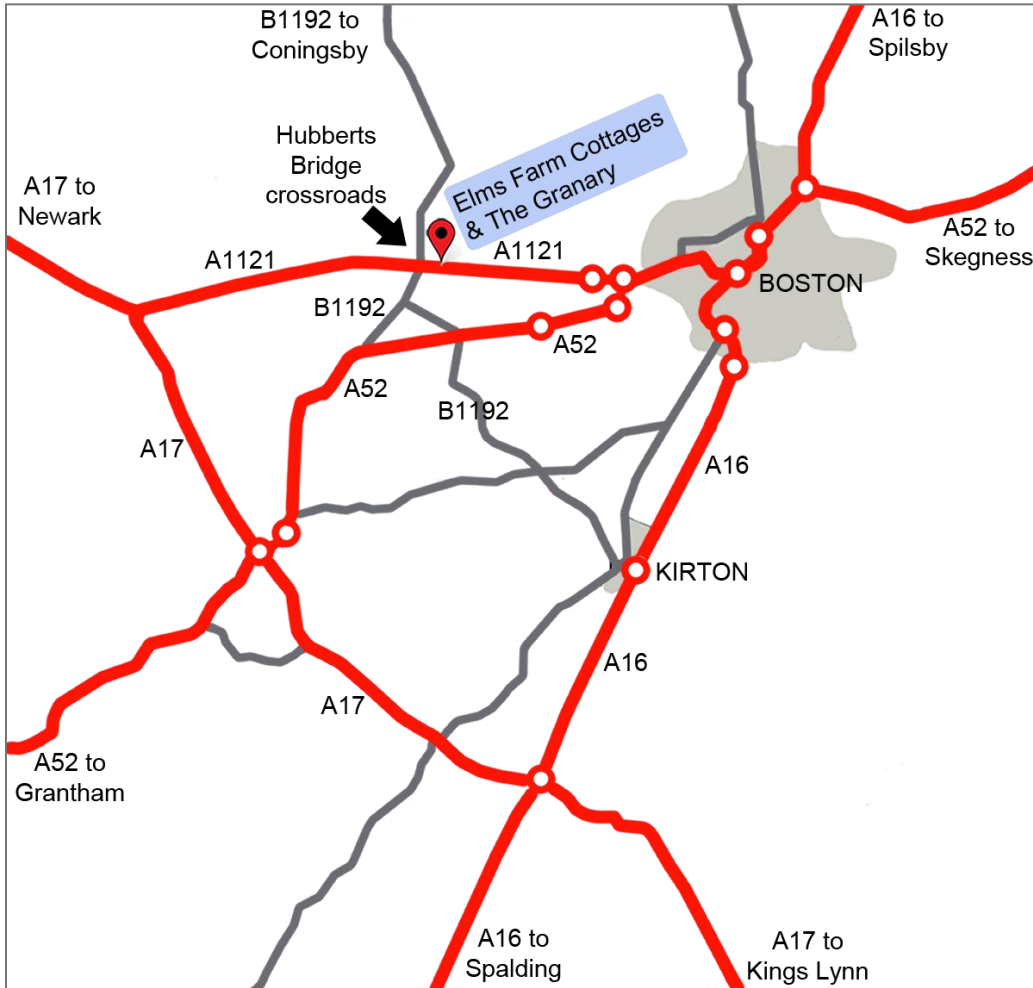 B1192 to
Coningsby
A16 to
Spilsby
Hubberts
Bridge
crossroads
Elms Farm Cottages
& The Granary
A17 to
Newark
A52 to
Skegness
A1121
A1121
BOSTON
B1192
A52
A52
B1192
A17
A16
KIRTON
A16
A17
A52 to
Grantham
A16 to
Spalding
A17 to
Kings Lynn